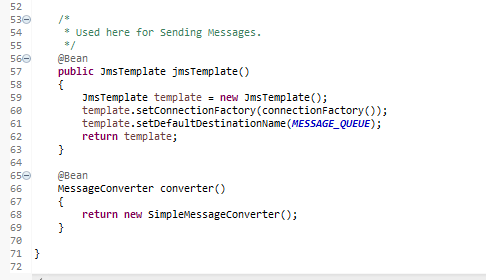 52
53 /*
54 * Used here for Sending Messages.
55 */
56 @Bean
57 public JmsTemplate jmsTemplate()
58 {
59 JmsTemplate template = new JmsTemplate();
60 template.setConnectionFactory(connectionFactory());
61 template.setDefaultDestinationName(MESSAGE_QUEUE);
62 return template;
63 }
64
65 @Bean
66 MessageConverter converter()
67 {
68 return new SimpleMessageConverter();
69 }
70
71 }
72